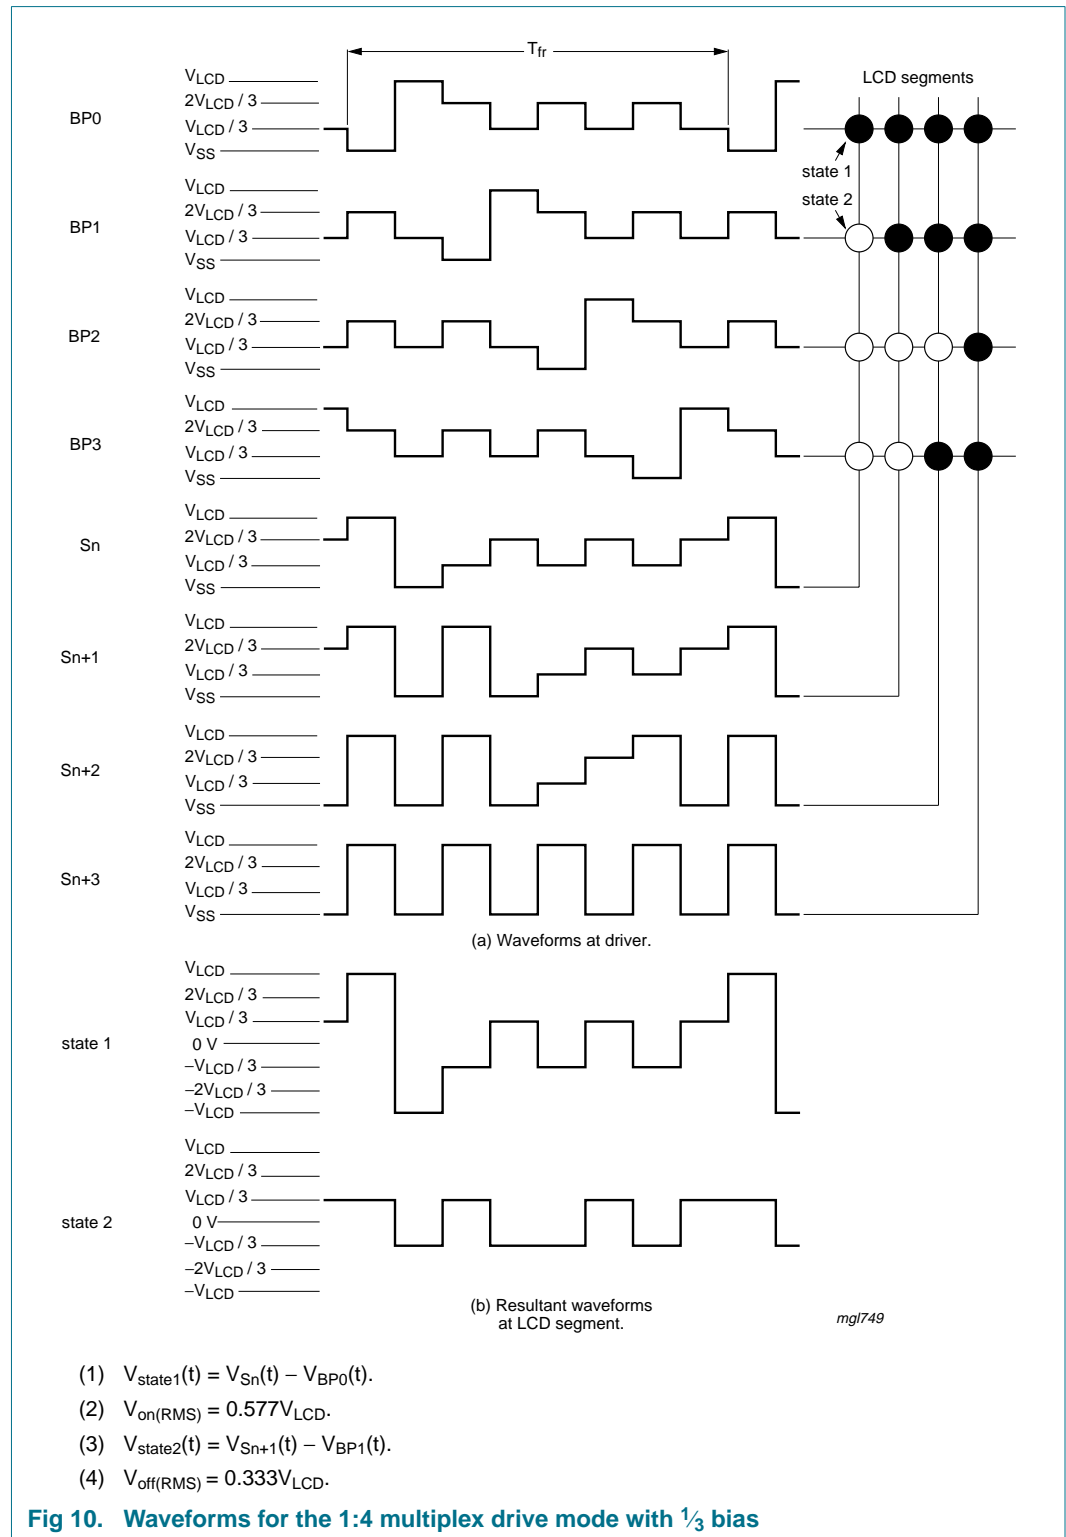 Tfr
BP0
VLCD
2VLCD / 3
VLCD / 3
VSS
LCD segments
state 1
state 2
BP1
VLCD
2VLCD / 3
VLCD / 3
VSS
BP2
VLCD
2VLCD / 3
VLCD / 3
VSS
BP3
VLCD
2VLCD / 3
VLCD / 3
VSS
Sn
VLCD
2VLCD / 3
VLCD / 3
VSS
Sn+1
VLCD
2VLCD / 3
VLCD / 3
VSS
Sn+2
VLCD
2VLCD / 3
VLCD / 3
VSS
Sn+3
VLCD
2VLCD / 3
VLCD / 3
VSS
(a) Waveforms at driver.
state 1
VLCD
2VLCD / 3
VLCD / 3
0 V
−VLCD / 3
−2VLCD / 3
−VLCD
state 2
VLCD
2VLCD / 3
VLCD / 3
0 V
−VLCD / 3
−2VLCD / 3
−VLCD
(b) Resultant waveforms
at LCD segment.
mgl749
(1) Vstate1(t) = VSn(t) − VBP0(t).
(2) Von(RMS) = 0.577VLCD.
(3) Vstate2(t) = VSn+1(t) − VBP1(t).
(4) Voff(RMS) = 0.333VLCD.
Fig 10. Waveforms for the 1:4 multiplex drive mode with 1⁄3 bias